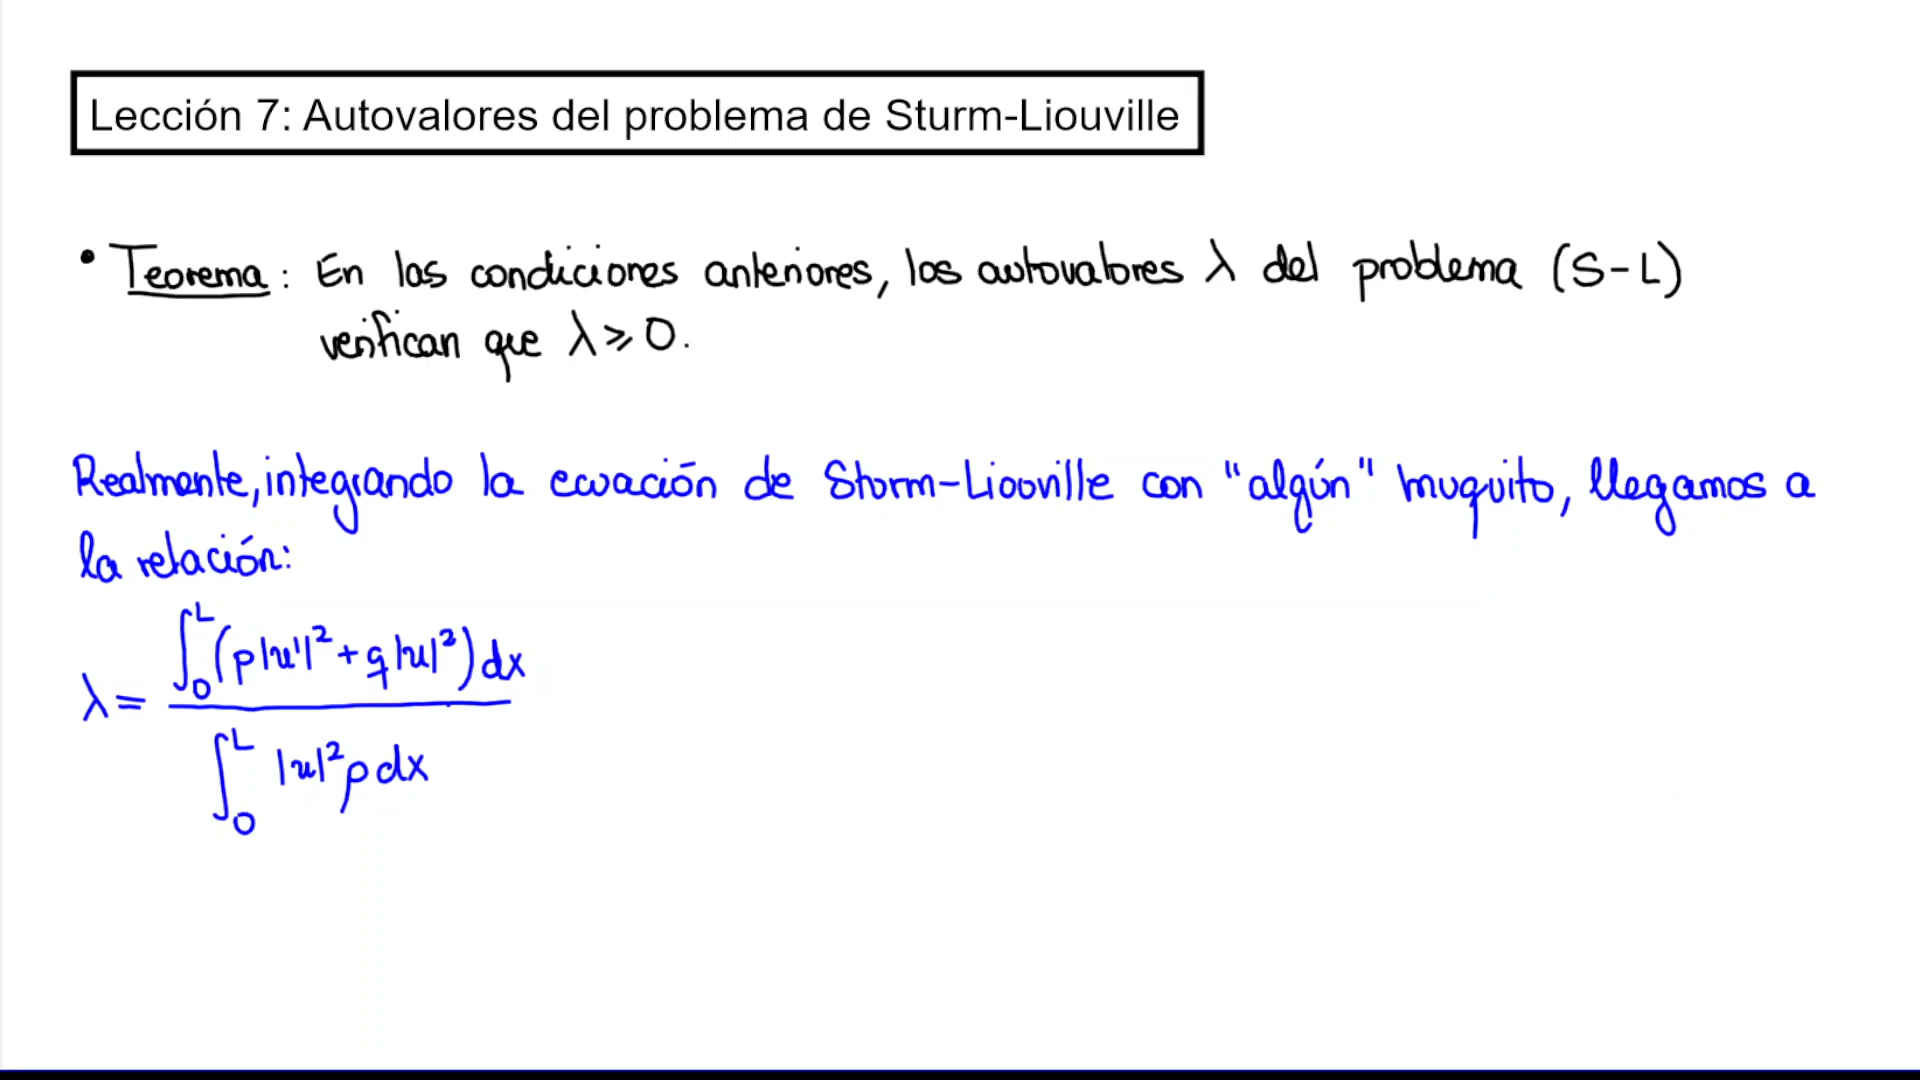 Lección 7: Autovalores del problema de Sturm-Liouville
• Teorema: En las condiciones anteriores, los autovalores λ del problema (S-L)
verifican que λ ⩾ 0.
Realmente, integrando la ecuación de Sturm-Liouville con "algún" truquito, llegamos a
la relación:
λ = ∫₀ᴸ (p|u'|² + q|u|²) dx / ∫₀ᴸ |u|² ρ dx